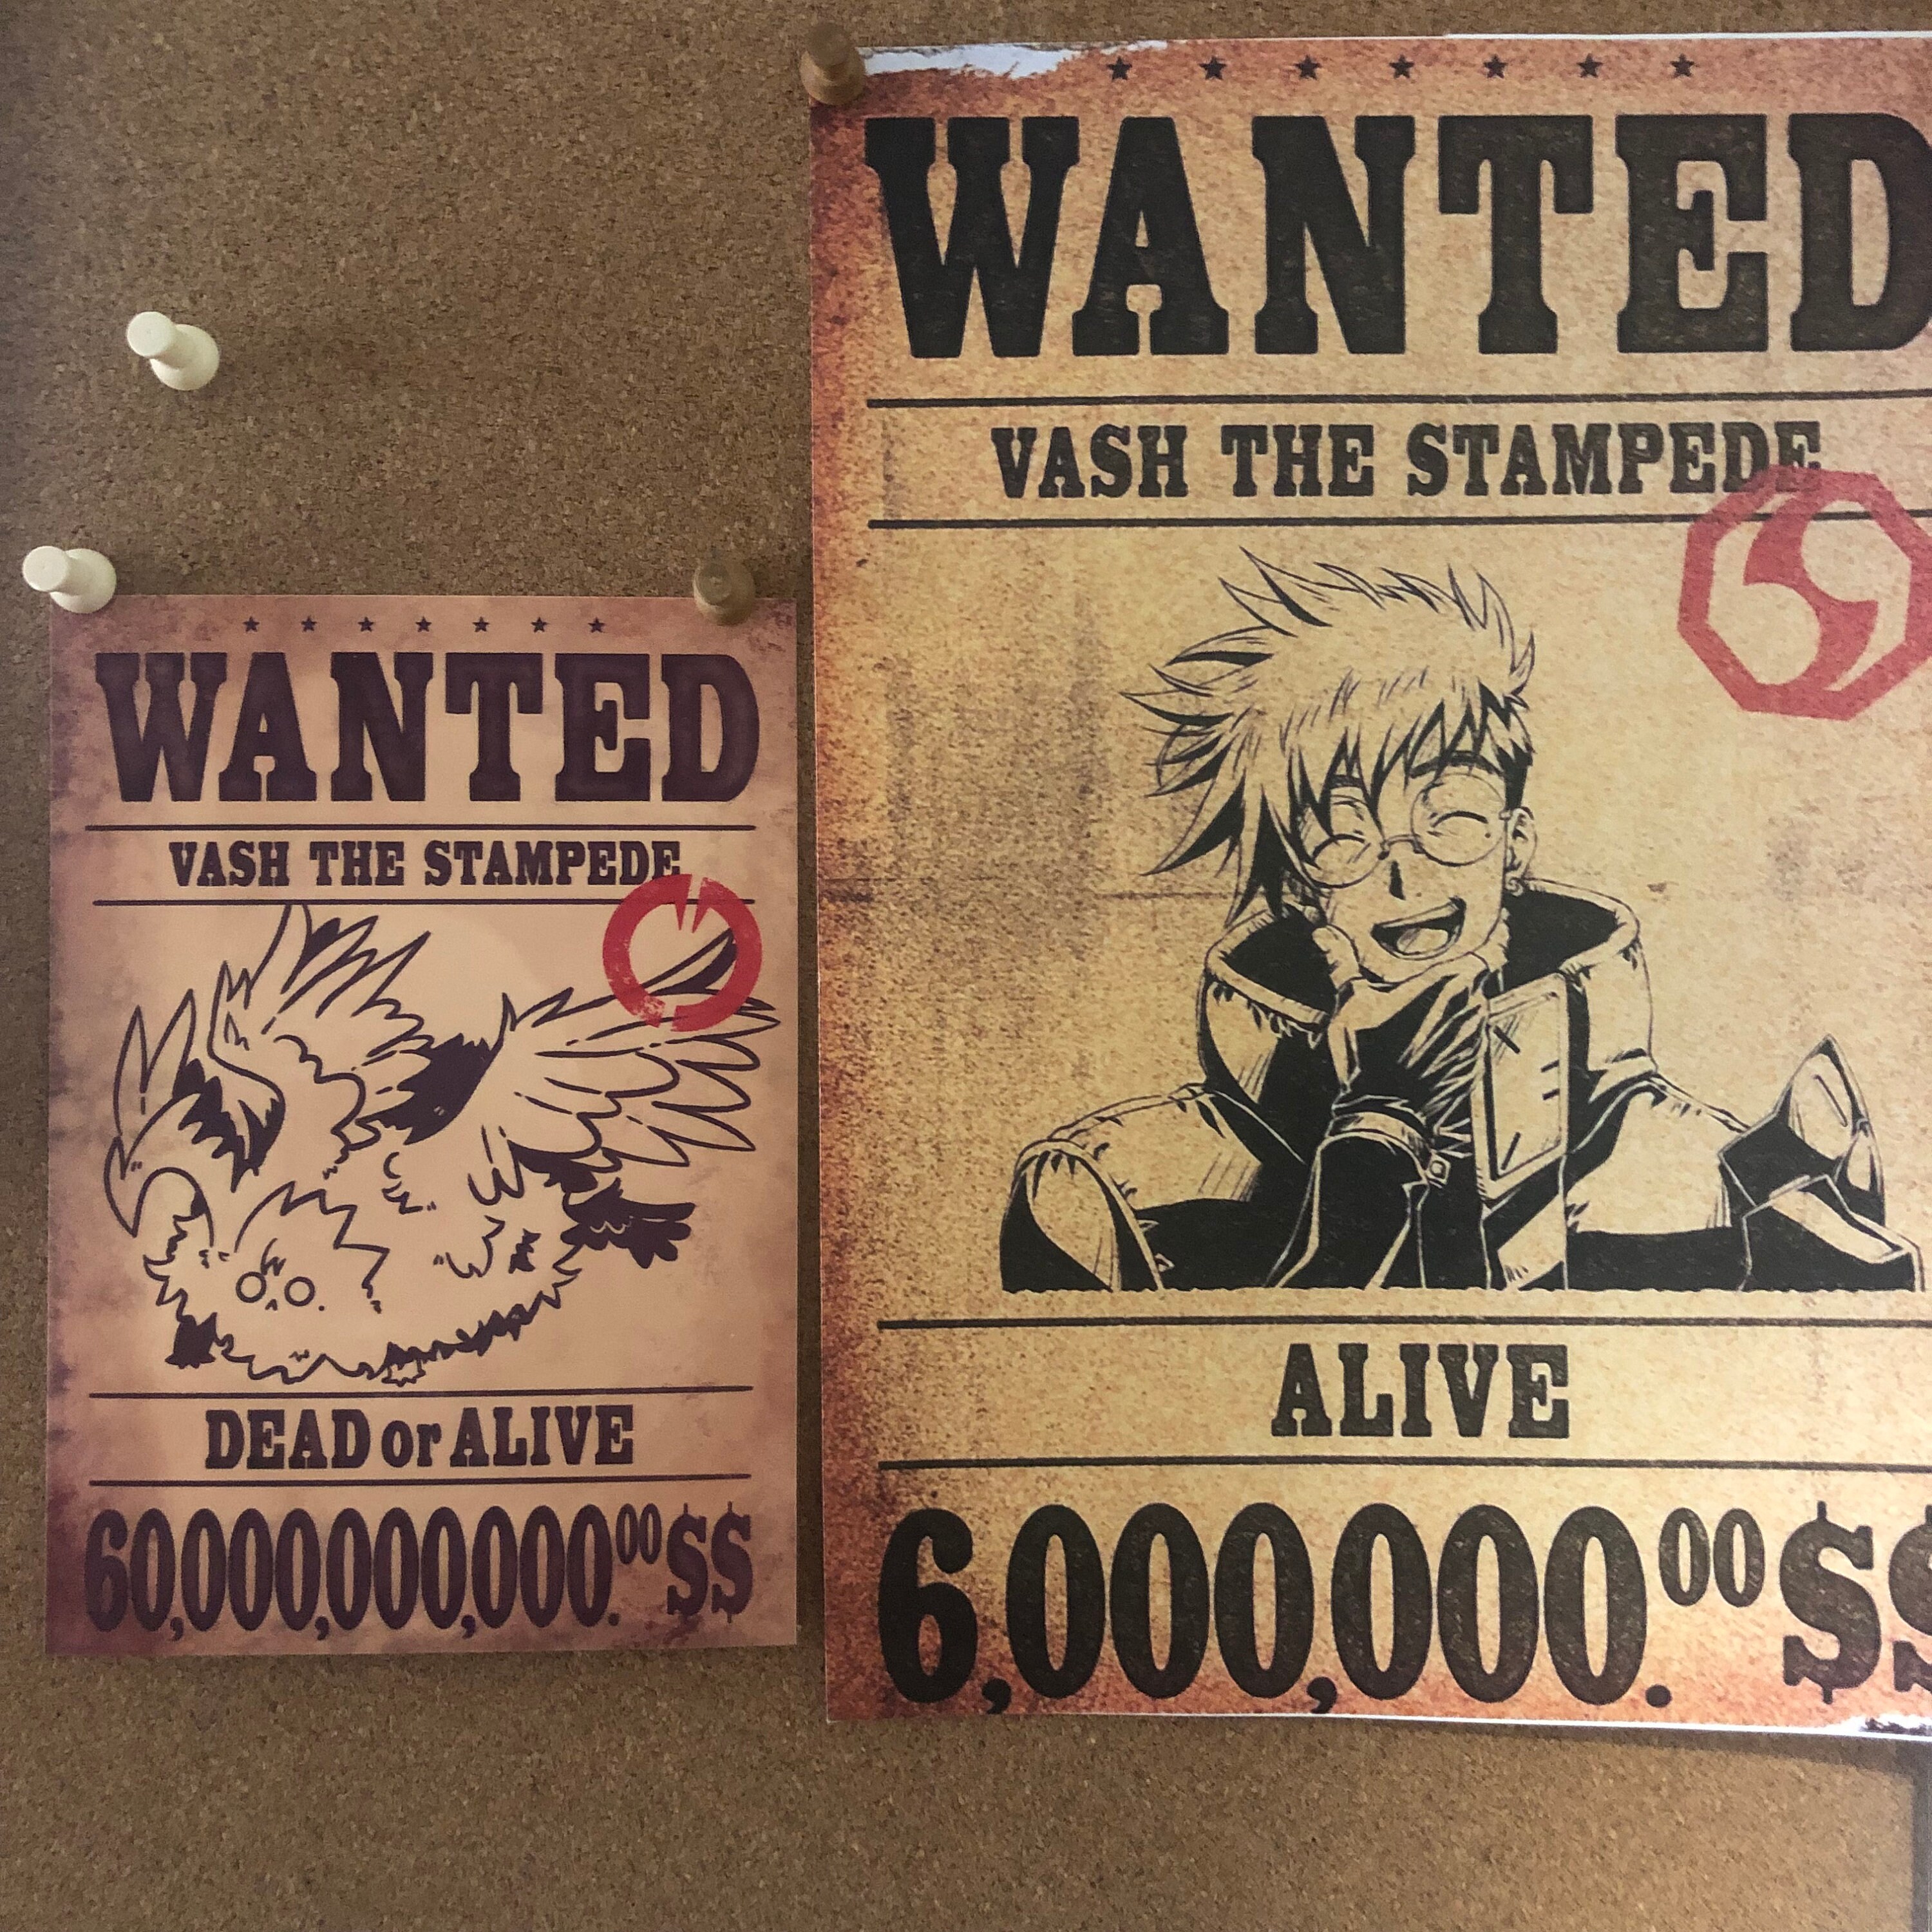 WANTED
VASH THE STAMPEDE
DEAD or ALIVE
60,000,000,000.00$$
WANTED
VASH THE STAMPEDE
ALIVE
6,000,000.00$$